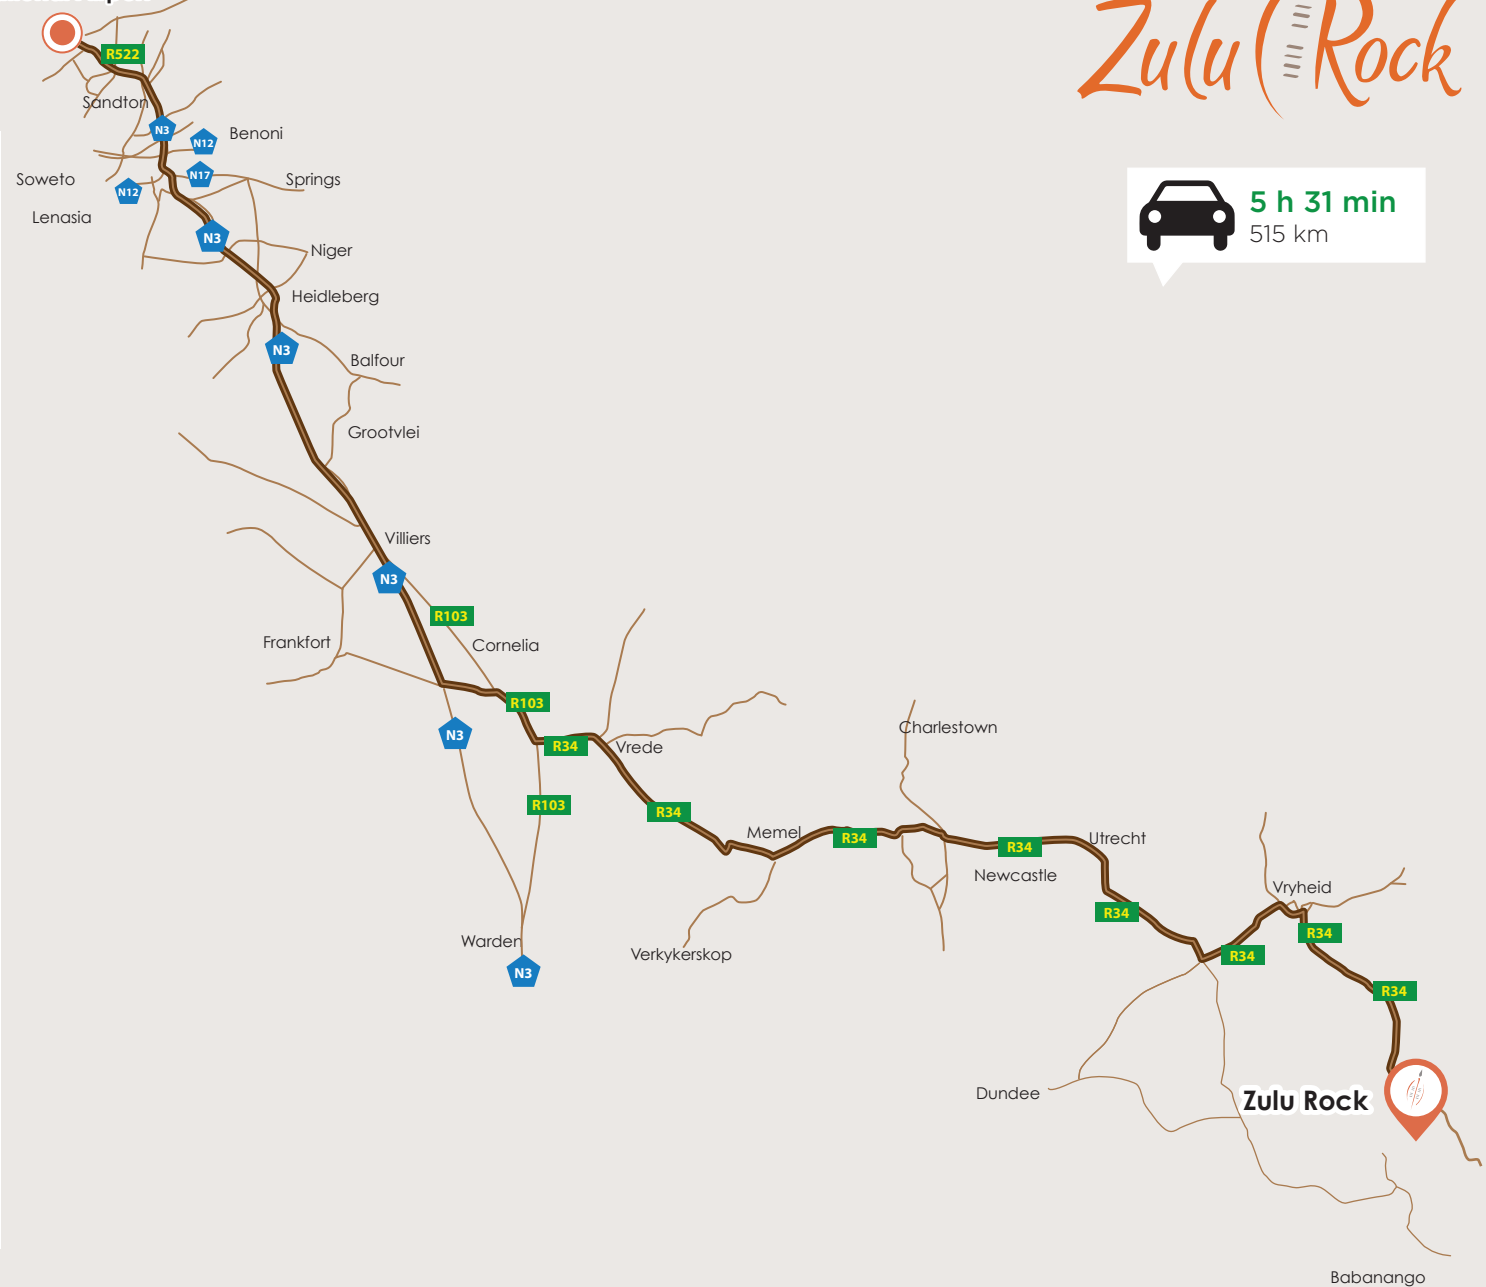 Zulu Rock
R522
Sandton
N3
N12
Benoni
Soweto
N12
N17
Springs
Lenasia
N3
Niger
Heidleberg
N3
Balfour
Grootvlei
Villiers
N3
R103
Frankfort
Cornelia
R103
N3
R34
Vrede
R103
R34
Charlestown
Memel
R34
R34
Utrecht
Newcastle
Warden
N3
Verkykerskop
R34
Vryheid
R34
R34
R34
Dundee
Zulu Rock
Babanango
5 h 31 min
515 km